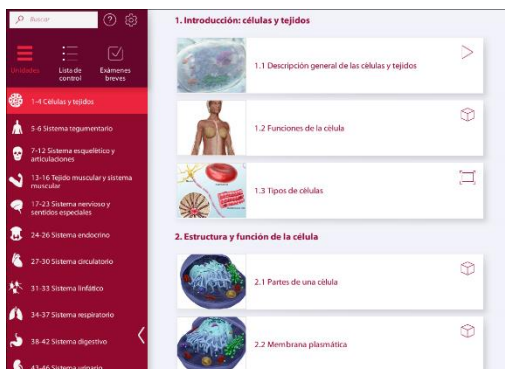 Buscar
Unidades
Lista de
control
Exámenes
breves
1-4 Células y tejidos
5-6 Sistema tegumentario
7-12 Sistema esquelético y
articulaciones
13-16 Tejido muscular y sistema
muscular
17-23 Sistema nervioso y
sentidos especiales
24-26 Sistema endocrino
27-30 Sistema circulatorio
31-33 Sistema linfático
34-37 Sistema respiratorio
38-42 Sistema digestivo
43-46 Sistema urinario
1. Introducción: células y tejidos
1.1 Descripción general de las células y tejidos
1.2 Funciones de la célula
1.3 Tipos de células
2. Estructura y función de la célula
2.1 Partes de una célula
2.2 Membrana plasmática